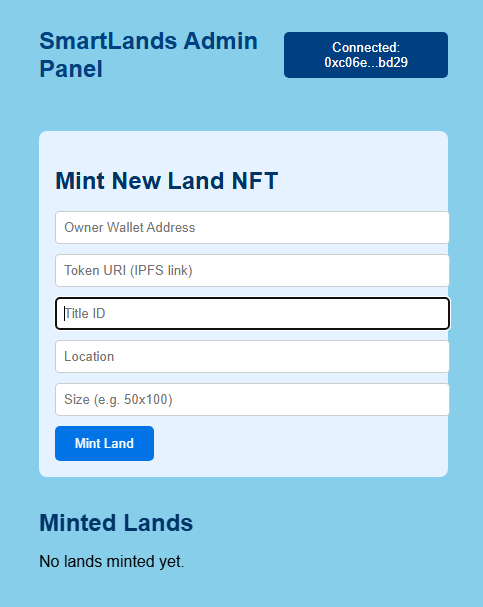 SmartLands Admin
Panel
Connected:
0xc06e...bd29
Mint New Land NFT
Owner Wallet Address
Token URI (IPFS link)
Title ID
Location
Size (e.g. 50x100)
Mint Land
Minted Lands
No lands minted yet.